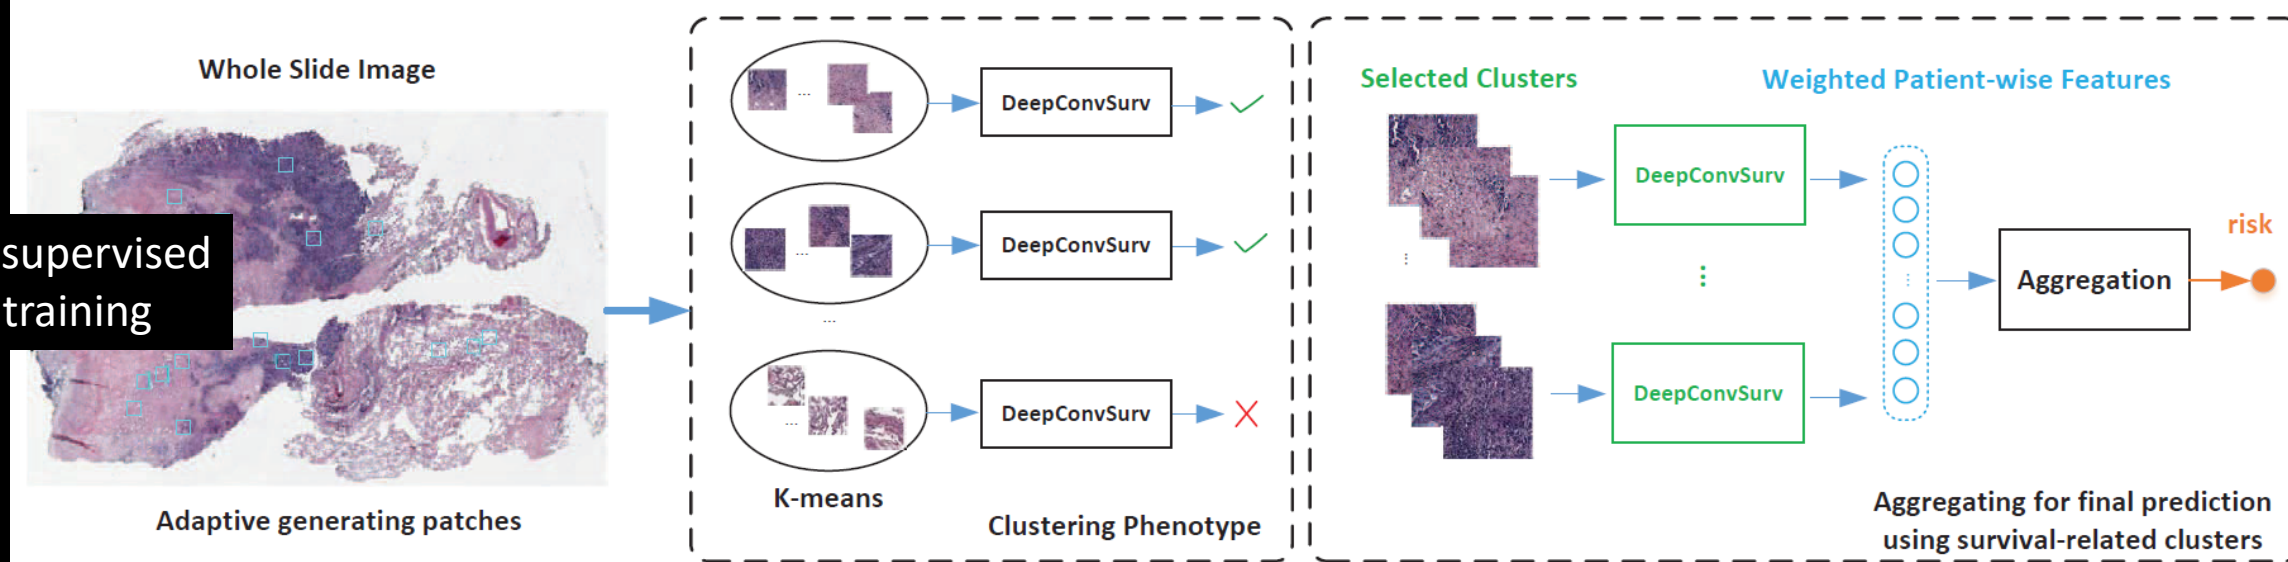 Whole Slide Image
supervised
training
Adaptive generating patches
...
DeepConvSurv
...
DeepConvSurv
...
...
DeepConvSurv
K-means
Clustering Phenotype
Selected Clusters
Weighted Patient-wise Features
DeepConvSurv
DeepConvSurv
Aggregation
risk
Aggregating for final prediction
using survival-related clusters